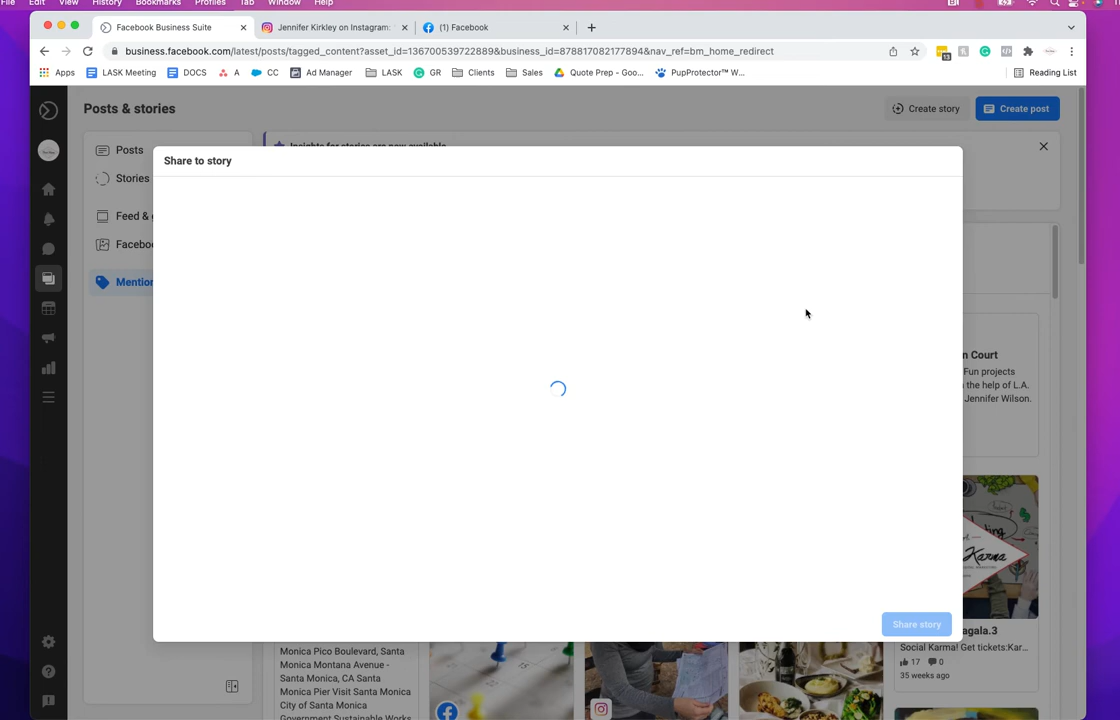 File Edit View History Bookmarks Profiles Tab Window Help
Facebook Business Suite
Jennifer Kirkley on Instagram:
(1) Facebook
business.facebook.com/latest/posts/tagged_content?asset_id=136700539722889&business_id=878817082177894&nav_ref=bm_home_redirect
13
Apps LASK Meeting DOCS A CC Ad Manager LASK GR Clients Sales Quote Prep - Goo... PupProtector™ W... Reading List
Posts & stories
Create story
Create post
Posts
Insights for stories are now available
Share to story
Stories
Feed &
Mention
n Court
Fun projects
the help of L.A.
Jennifer Wilson.
Karma
Share story
agala.3
Social Karma! Get tickets:Kar...
17 0
35 weeks ago
Monica Pico Boulevard, Santa
Monica Montana Avenue -
Santa Monica, CA Santa
Monica Pier Visit Santa Monica
City of Santa Monica
Government Sustainable Works